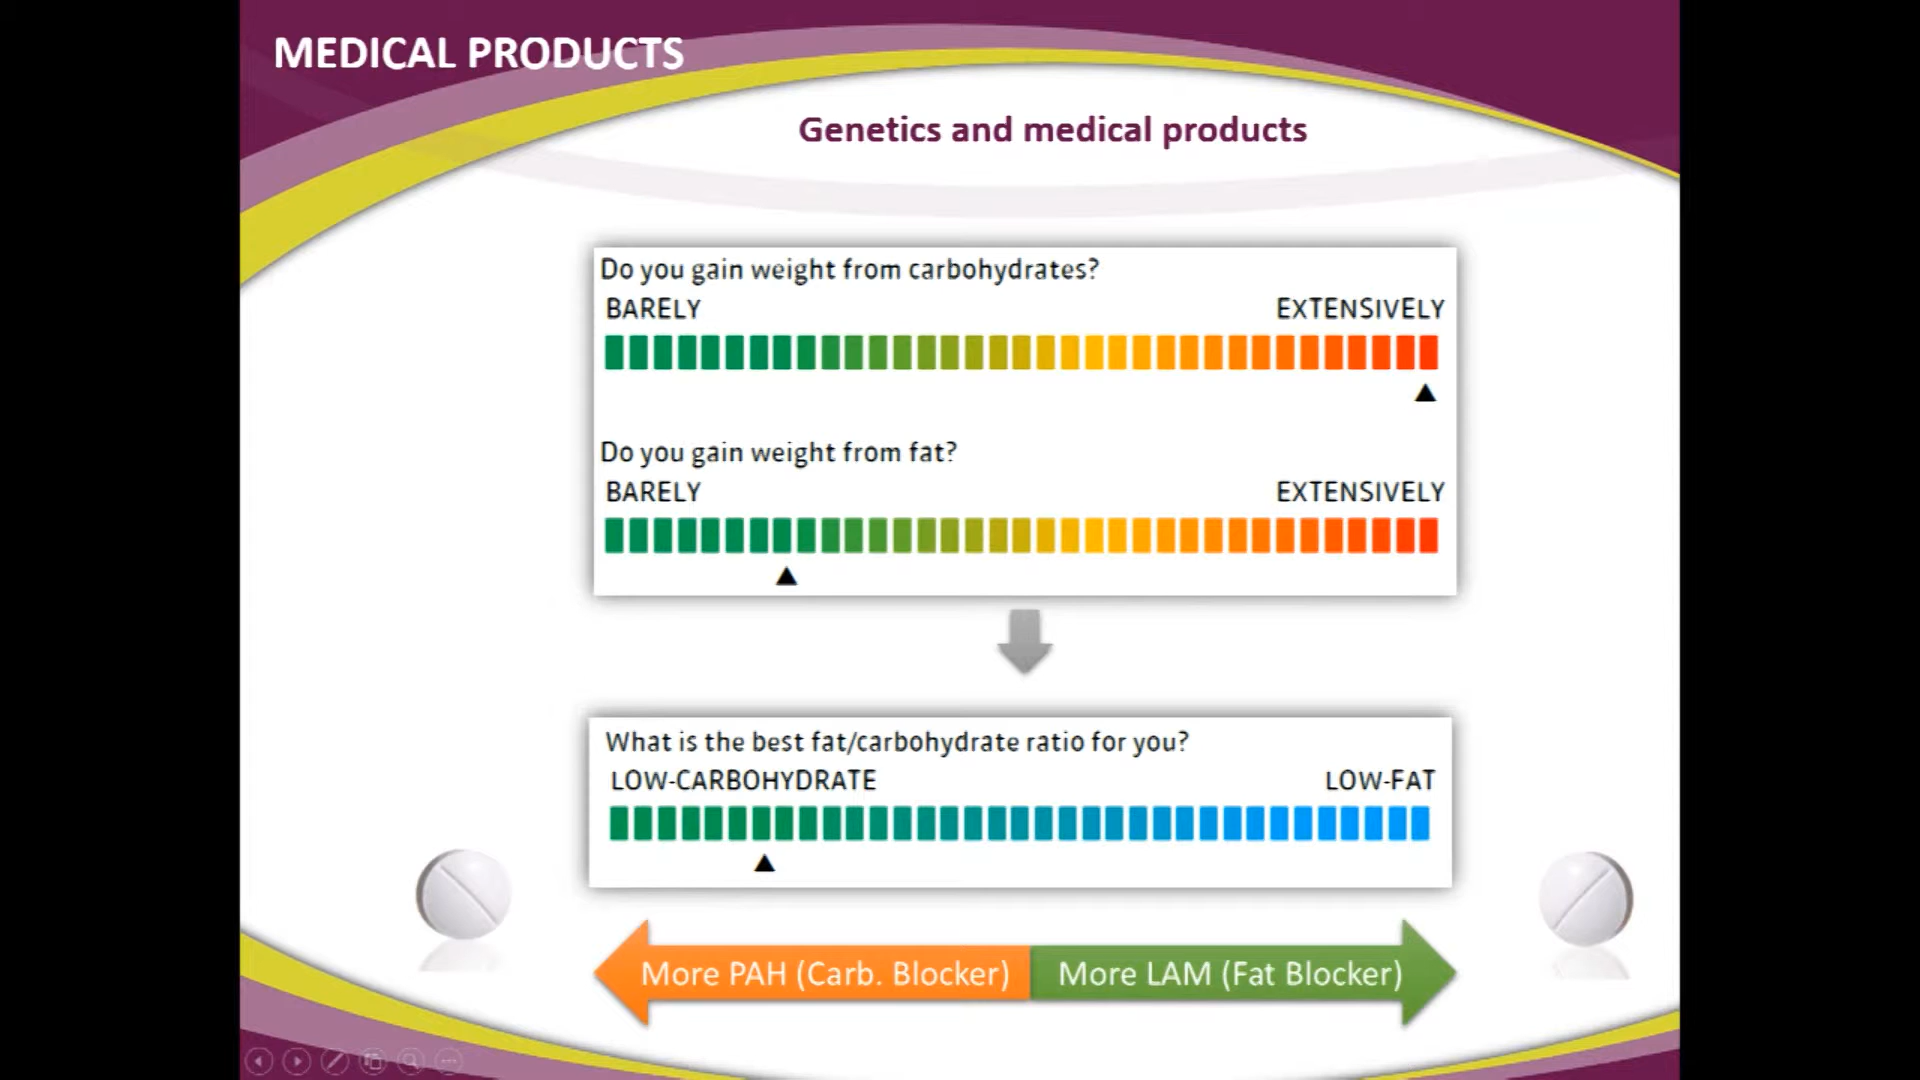 MEDICAL PRODUCTS
Genetics and medical products
Do you gain weight from carbohydrates?
BARELY EXTENSIVELY
Do you gain weight from fat?
BARELY EXTENSIVELY
What is the best fat/carbohydrate ratio for you?
LOW-CARBOHYDRATE LOW-FAT
More PAH (Carb. Blocker) More LAM (Fat Blocker)